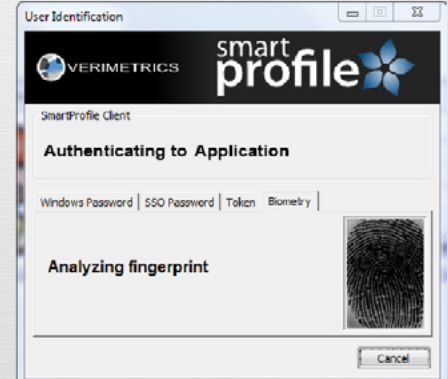 User Identification
VERIMETRICS
smart
profile
SmartProfile Client
Authenticating to Application
Windows Password SSO Password Token Biometry
Analyzing fingerprint
Cancel